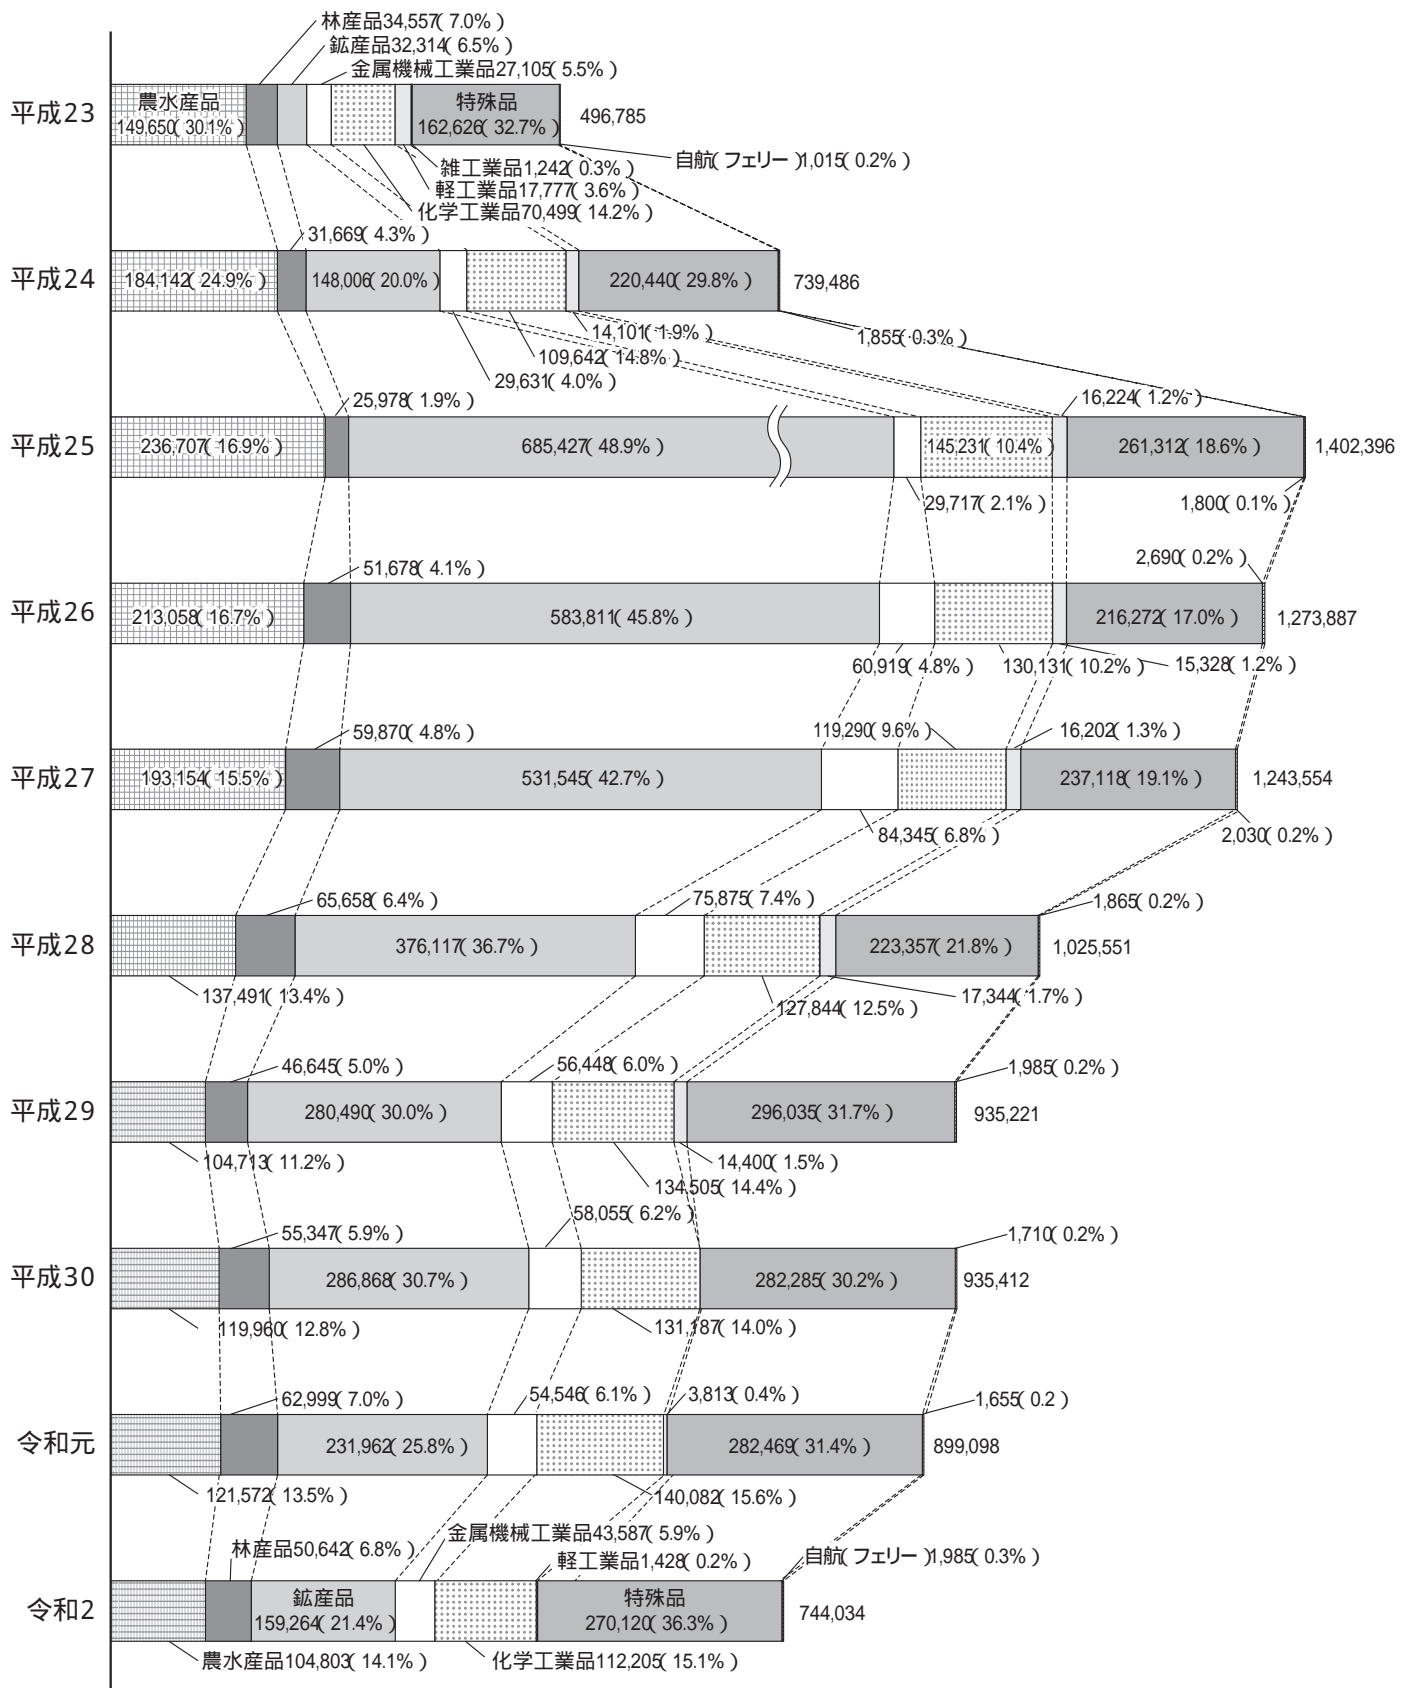 林産品34,557( 7.0% )
鉱産品32,314( 6.5% )
金属機械工業品27,105( 5.5% )
平成23
農水産品
149,650( 30.1% )
特殊品
162,626( 32.7% )
496,785
自航( フェリー )1,015( 0.2% )
雑工業品1,242( 0.3% )
軽工業品17,777( 3.6% )
化学工業品70,499( 14.2% )
31,669( 4.3% )
平成24
184,142( 24.9% )
148,006( 20.0% )
220,440( 29.8% )
739,486
14,101( 1.9% )
1,855( 0.3% )
109,642( 14.8% )
29,631( 4.0% )
25,978( 1.9% )
16,224( 1.2% )
平成25
236,707( 16.9% )
685,427( 48.9% )
145,231( 10.4% )
261,312( 18.6% )
1,402,396
29,717( 2.1% )
1,800( 0.1% )
51,678( 4.1% )
2,690( 0.2% )
平成26
213,058( 16.7% )
583,811( 45.8% )
216,272( 17.0% )
1,273,887
60,919( 4.8% )
130,131( 10.2% )
15,328( 1.2% )
59,870( 4.8% )
119,290( 9.6% )
16,202( 1.3% )
平成27
193,154( 15.5% )
531,545( 42.7% )
237,118( 19.1% )
1,243,554
84,345( 6.8% )
2,030( 0.2% )
65,658( 6.4% )
75,875( 7.4% )
1,865( 0.2% )
平成28
376,117( 36.7% )
223,357( 21.8% )
1,025,551
137,491( 13.4% )
127,844( 12.5% )
17,344( 1.7% )
46,645( 5.0% )
56,448( 6.0% )
1,985( 0.2% )
平成29
280,490( 30.0% )
296,035( 31.7% )
935,221
104,713( 11.2% )
14,400( 1.5% )
134,505( 14.4% )
58,055( 6.2% )
55,347( 5.9% )
1,710( 0.2% )
平成30
286,868( 30.7% )
282,285( 30.2% )
935,412
119,960( 12.8% )
131,187( 14.0% )
62,999( 7.0% )
54,546( 6.1% )
3,813( 0.4% )
1,655( 0.2 )
令和元
231,962( 25.8% )
282,469( 31.4% )
899,098
121,572( 13.5% )
140,082( 15.6% )
金属機械工業品43,587( 5.9% )
林産品50,642( 6.8% )
軽工業品1,428( 0.2% )
自航( フェリー )1,985( 0.3% )
令和2
鉱産品
159,264( 21.4% )
特殊品
270,120( 36.3% )
744,034
農水産品104,803( 14.1% )
化学工業品112,205( 15.1% )